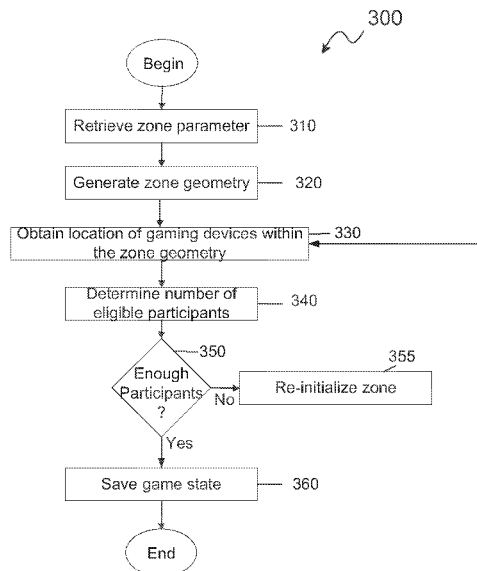 300
Begin
Retrieve zone parameter
310
Generate zone geometry
320
Obtain location of gaming devices within
the zone geometry
330
Determine number of
eligible participants
340
350
Enough
Participants
?
No
355
Re-initialize zone
Yes
Save game state
360
End